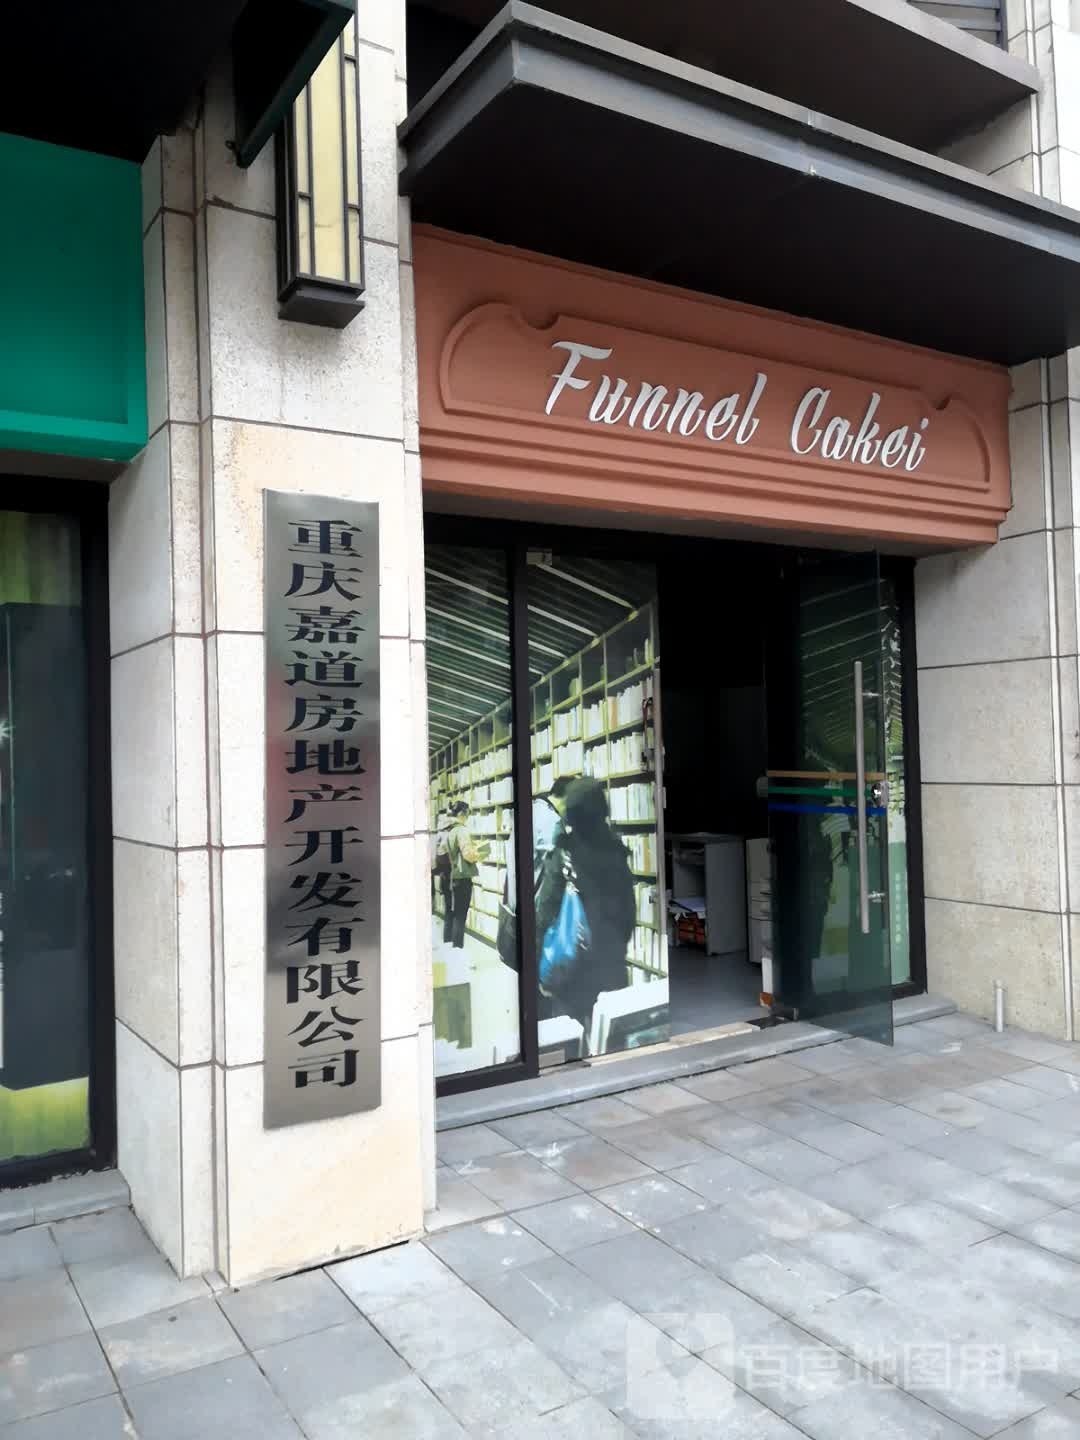 Funnel Cakei
重庆嘉道房地产开发有限公司
百度地图用户